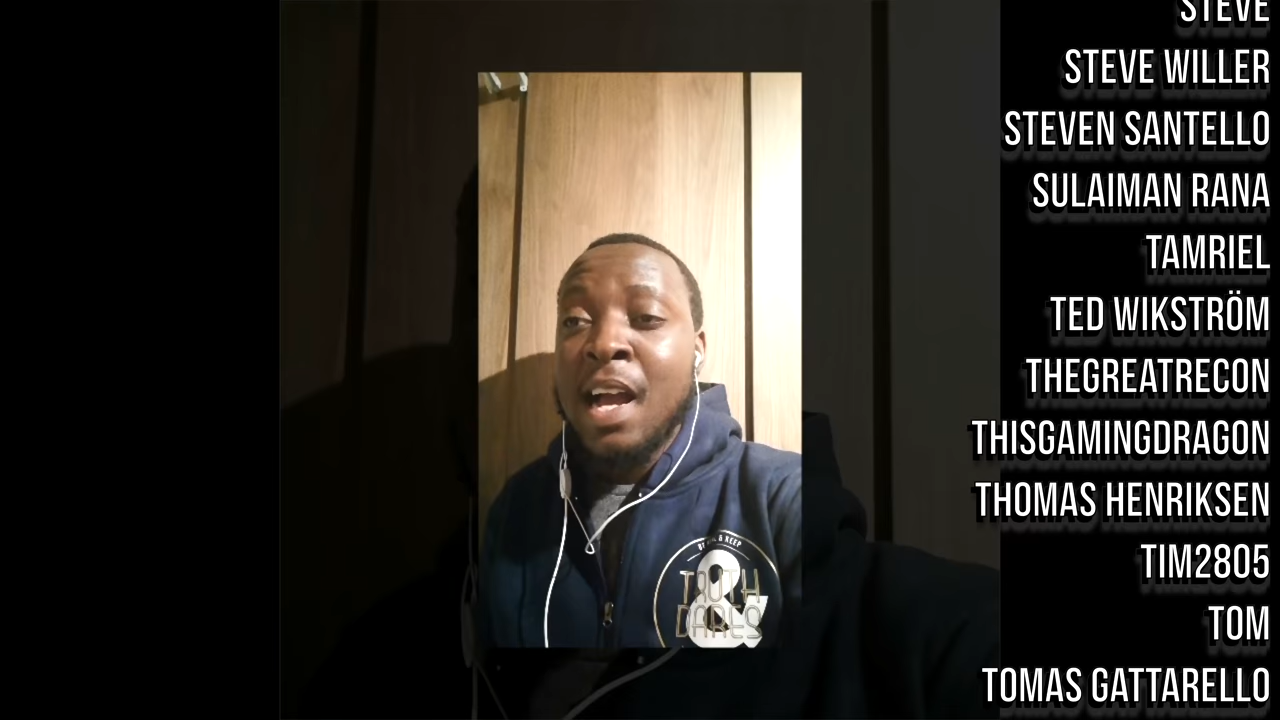 STEVE
STEVE WILLER
STEVEN SANTELLO
SULAIMAN RANA
TAMRIEL
TED WIKSTRÖM
THEGREATRECON
THISGAMINGDRAGON
THOMAS HENRIKSEN
TIM2805
TOM
TOMAS GATTARELLO
& KEEP
&
TRUTH
DARES